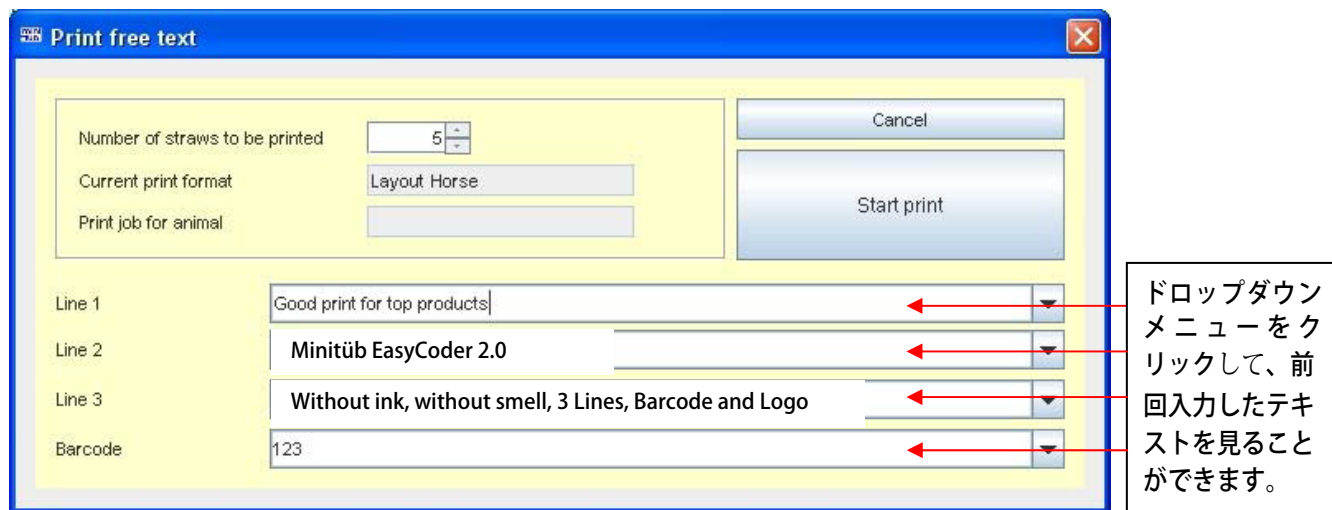 Print free text
Number of straws to be printed 5
Cancel
Current print format Layout Horse
Start print
Print job for animal
Line 1 Good print for top products
Line 2 Minitüb EasyCoder 2.0
Line 3 Without ink, without smell, 3 Lines, Barcode and Logo
Barcode 123
ドロップダウン
メニューをク
リックして、前
回入力したテキ
ストを見ること
ができます。